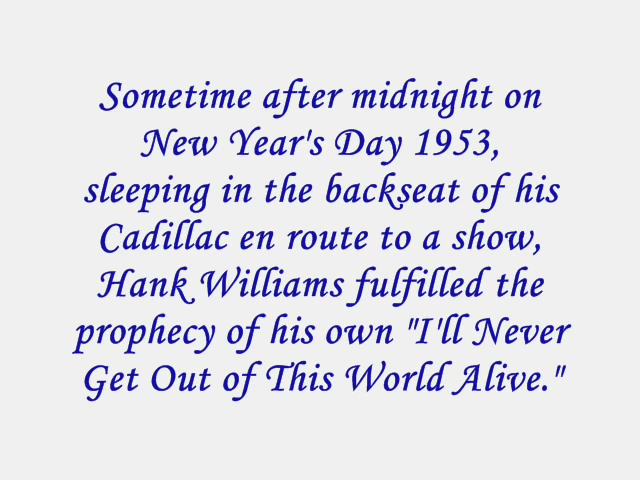 Sometime after midnight on
New Year's Day 1953,
sleeping in the backseat of his
Cadillac en route to a show,
Hank Williams fulfilled the
prophecy of his own "I'll Never
Get Out of This World Alive."